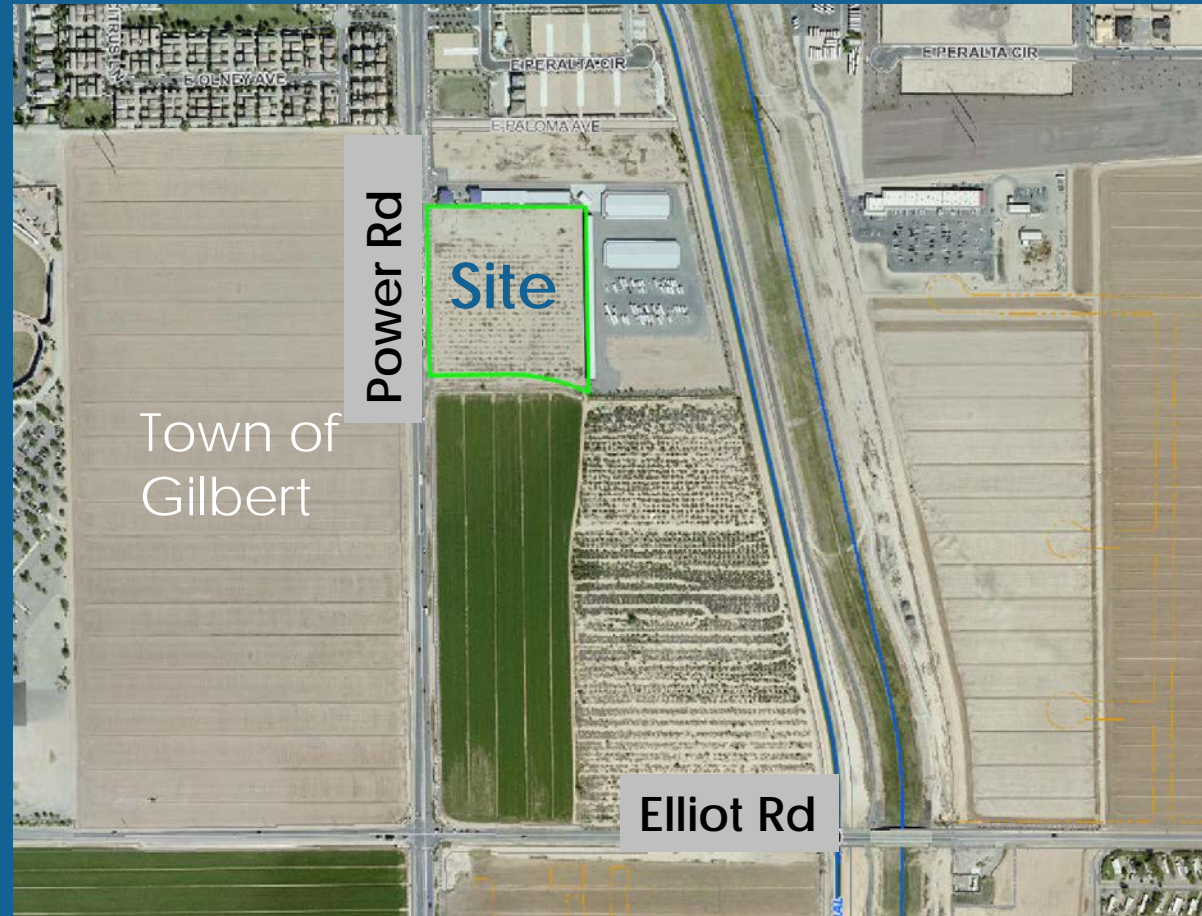 E OLNEY AVE
E PERALTA CIR
E PERALTA CIR
E PALOMA AVE
Power Rd
Site
Town of
Gilbert
Elliot Rd